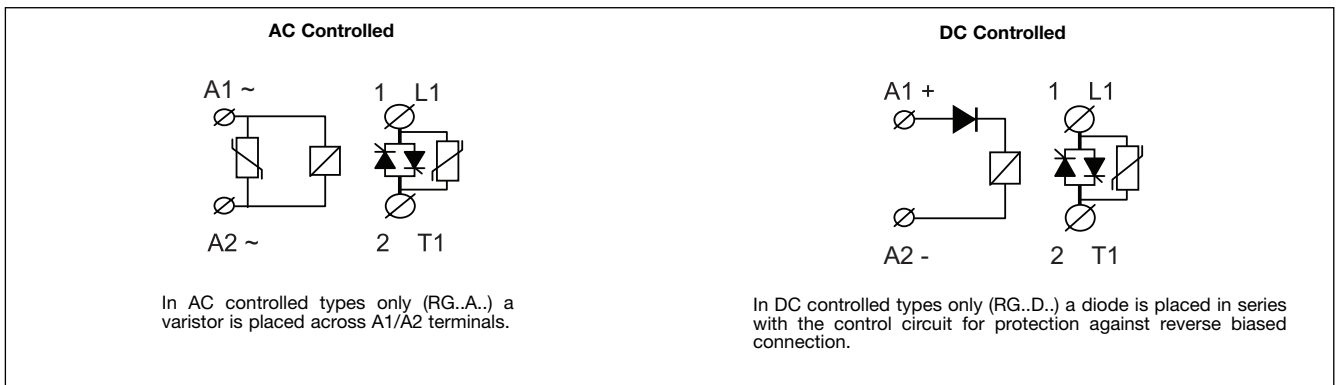 AC Controlled
A1 ~
1 L1
A2 ~
2 T1
In AC controlled types only (RG..A..) a
varistor is placed across A1/A2 terminals.
DC Controlled
A1 +
1 L1
A2 -
2 T1
In DC controlled types only (RG..D..) a diode is placed in series
with the control circuit for protection against reverse biased
connection.